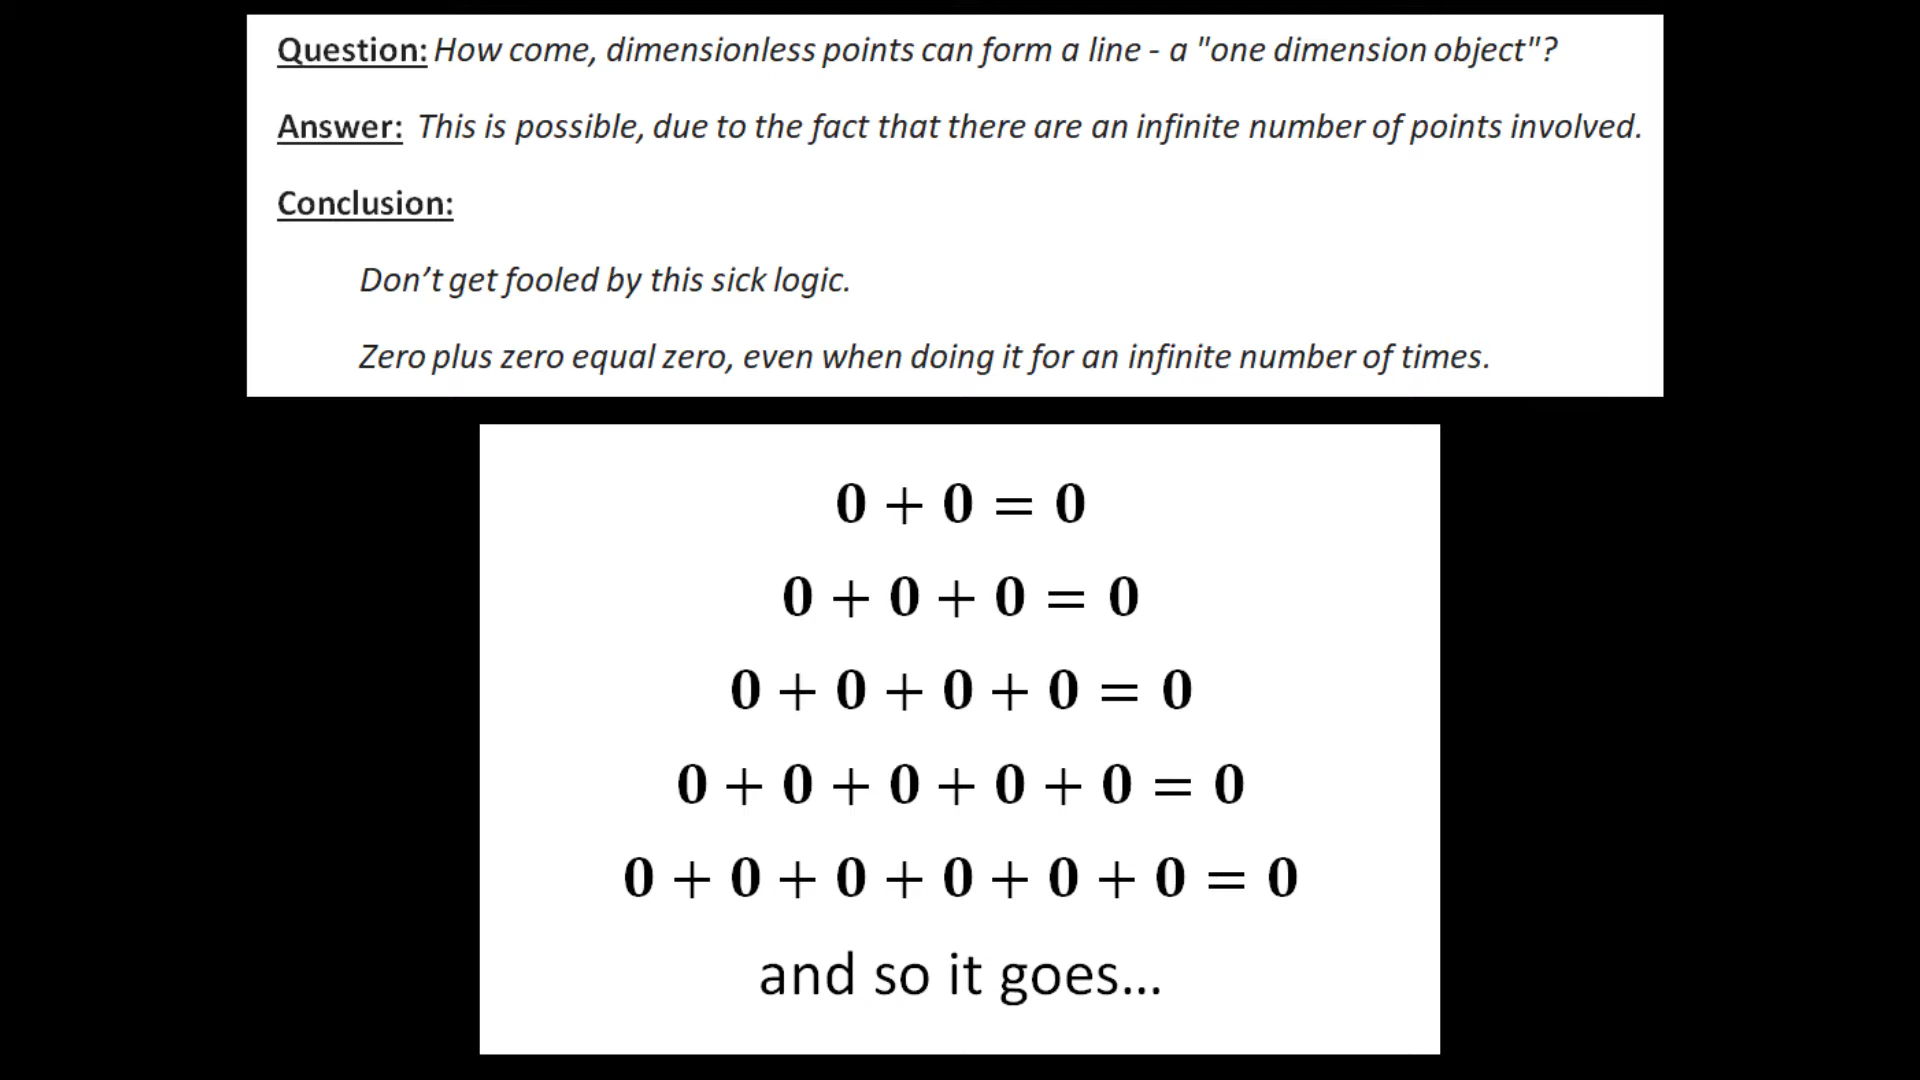 Question: How come, dimensionless points can form a line - a "one dimension object"?
Answer: This is possible, due to the fact that there are an infinite number of points involved.
Conclusion:
Don’t get fooled by this sick logic.
Zero plus zero equal zero, even when doing it for an infinite number of times.
0 + 0 = 0
0 + 0 + 0 = 0
0 + 0 + 0 + 0 = 0
0 + 0 + 0 + 0 + 0 = 0
0 + 0 + 0 + 0 + 0 + 0 = 0
and so it goes...